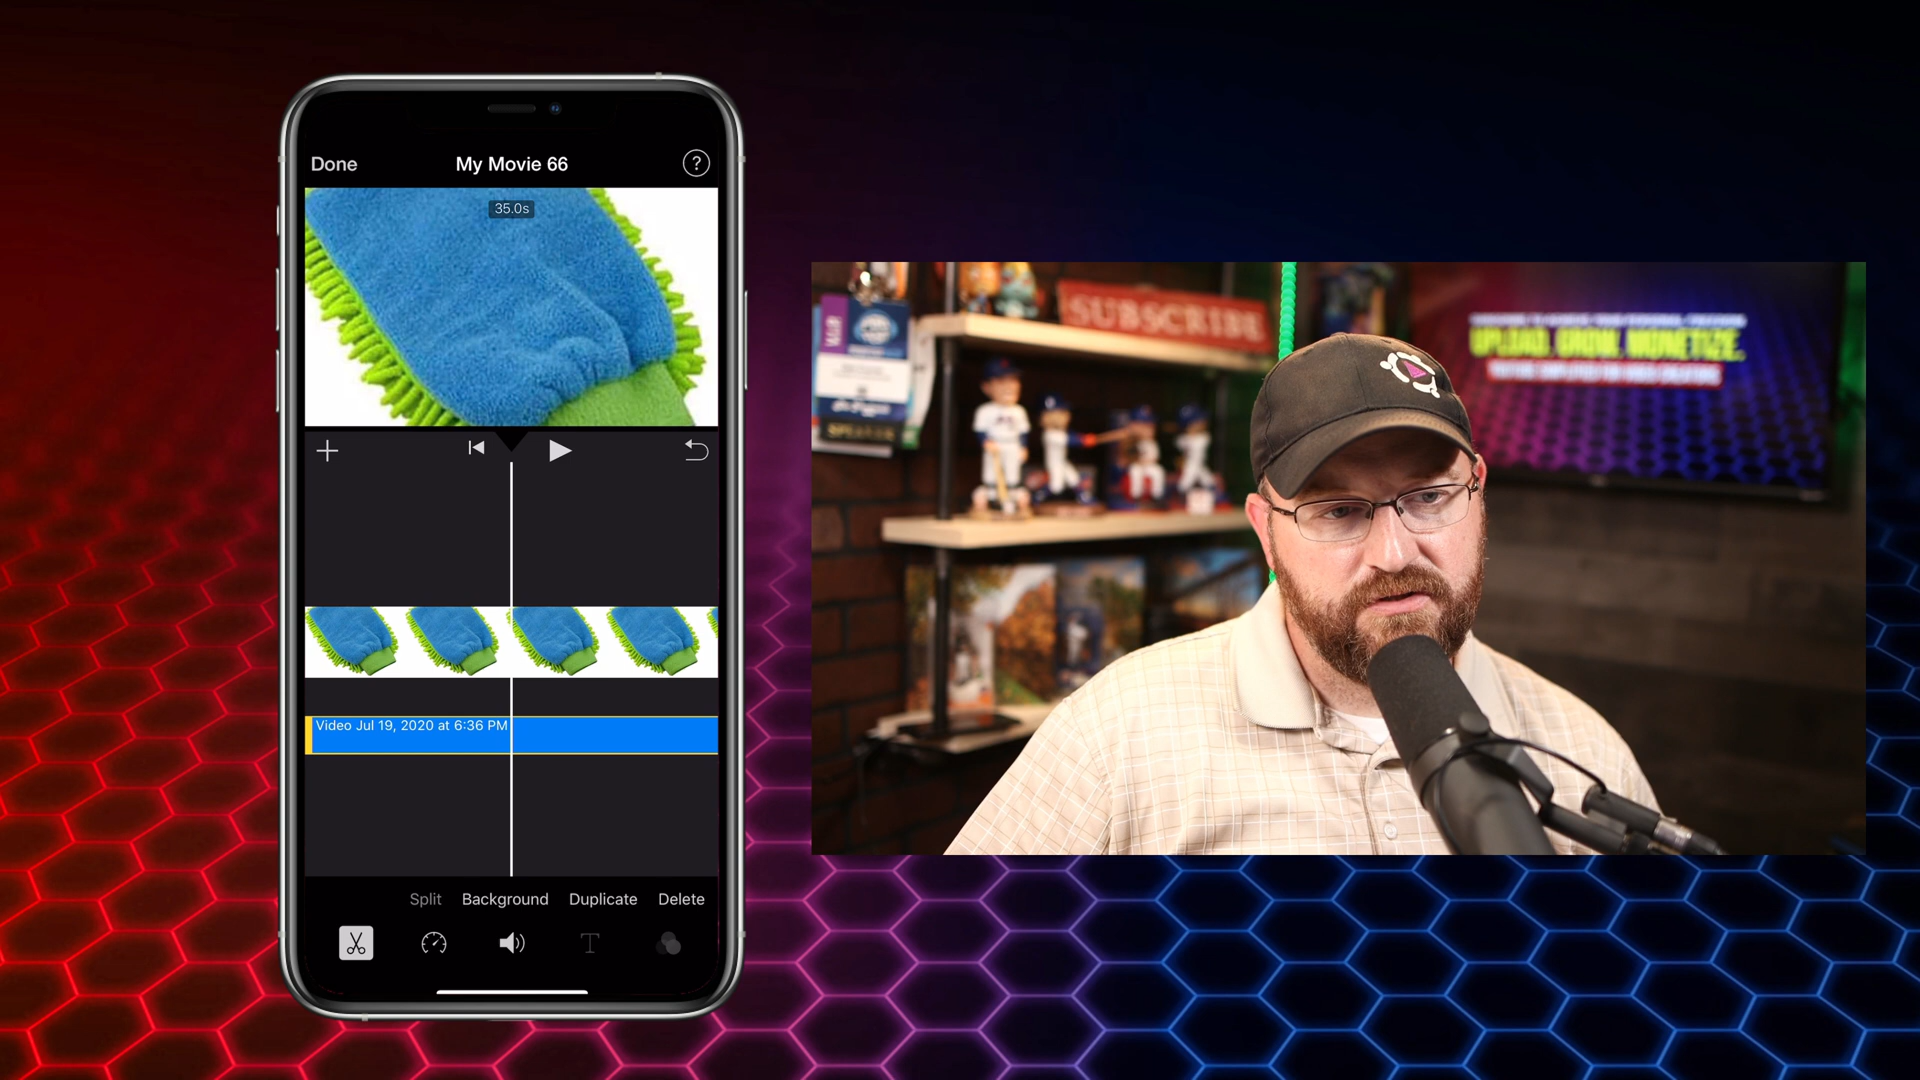 Done
My Movie 66
?
35.0s
Video Jul 19, 2020 at 6:36 PM
Split
Background
Duplicate
Delete
T
SUBSCRIBE
UPLOAD. GROW. MONETIZE.
SPEAKER